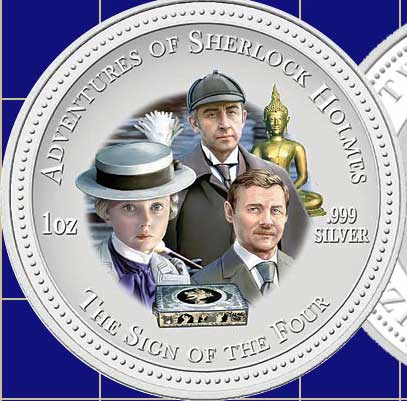 ADVENTURES OF SHERLOCK HOLMES
1oz
.999
SILVER
THE SIGN OF THE FOUR